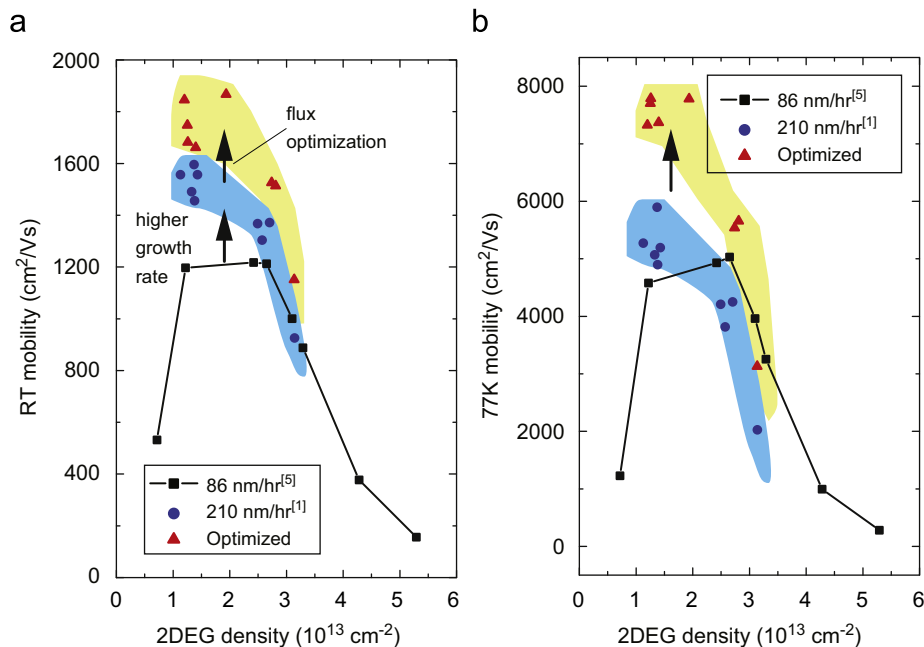 a
2000
1600
1200
800
400
0
RT mobility (cm²/Vs)
0 1 2 3 4 5 6
2DEG density (10¹³ cm⁻²)
flux
optimization
higher
growth
rate
86 nm/hr[5]
210 nm/hr[1]
Optimized
b
8000
6000
4000
2000
0
77K mobility (cm²/Vs)
0 1 2 3 4 5 6
2DEG density (10¹³ cm⁻²)
86 nm/hr[5]
210 nm/hr[1]
Optimized